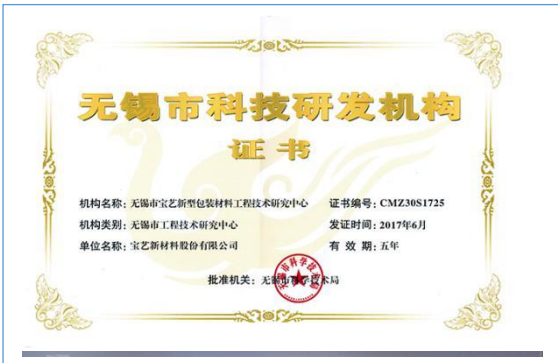 无锡市科技研发机构
证书
机构名称：无锡市宝艺新型包装材料工程技术研究中心 证书编号：CMZ30S1725
机构类别：无锡市工程技术研究中心 发证时间：2017年6月
单位名称：宝艺新材料股份有限公司 有 效 期：五年
批准机关：无锡市科学技术局